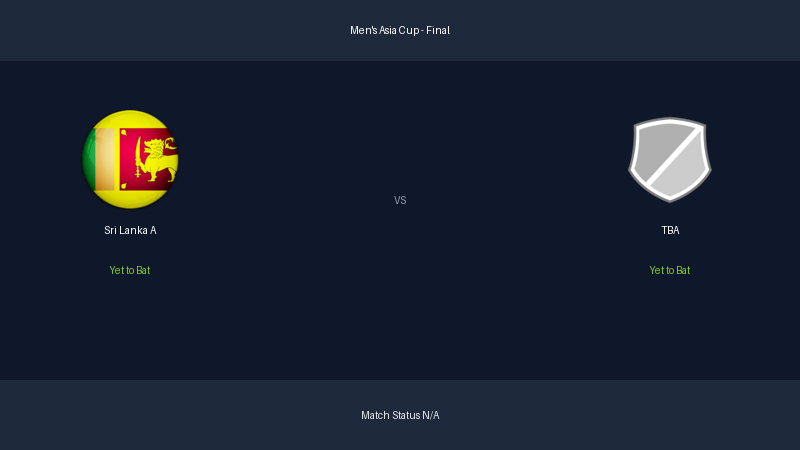 Men's Asia Cup - Final
VS
Sri Lanka A
TBA
Yet to Bat
Yet to Bat
Match Status N/A